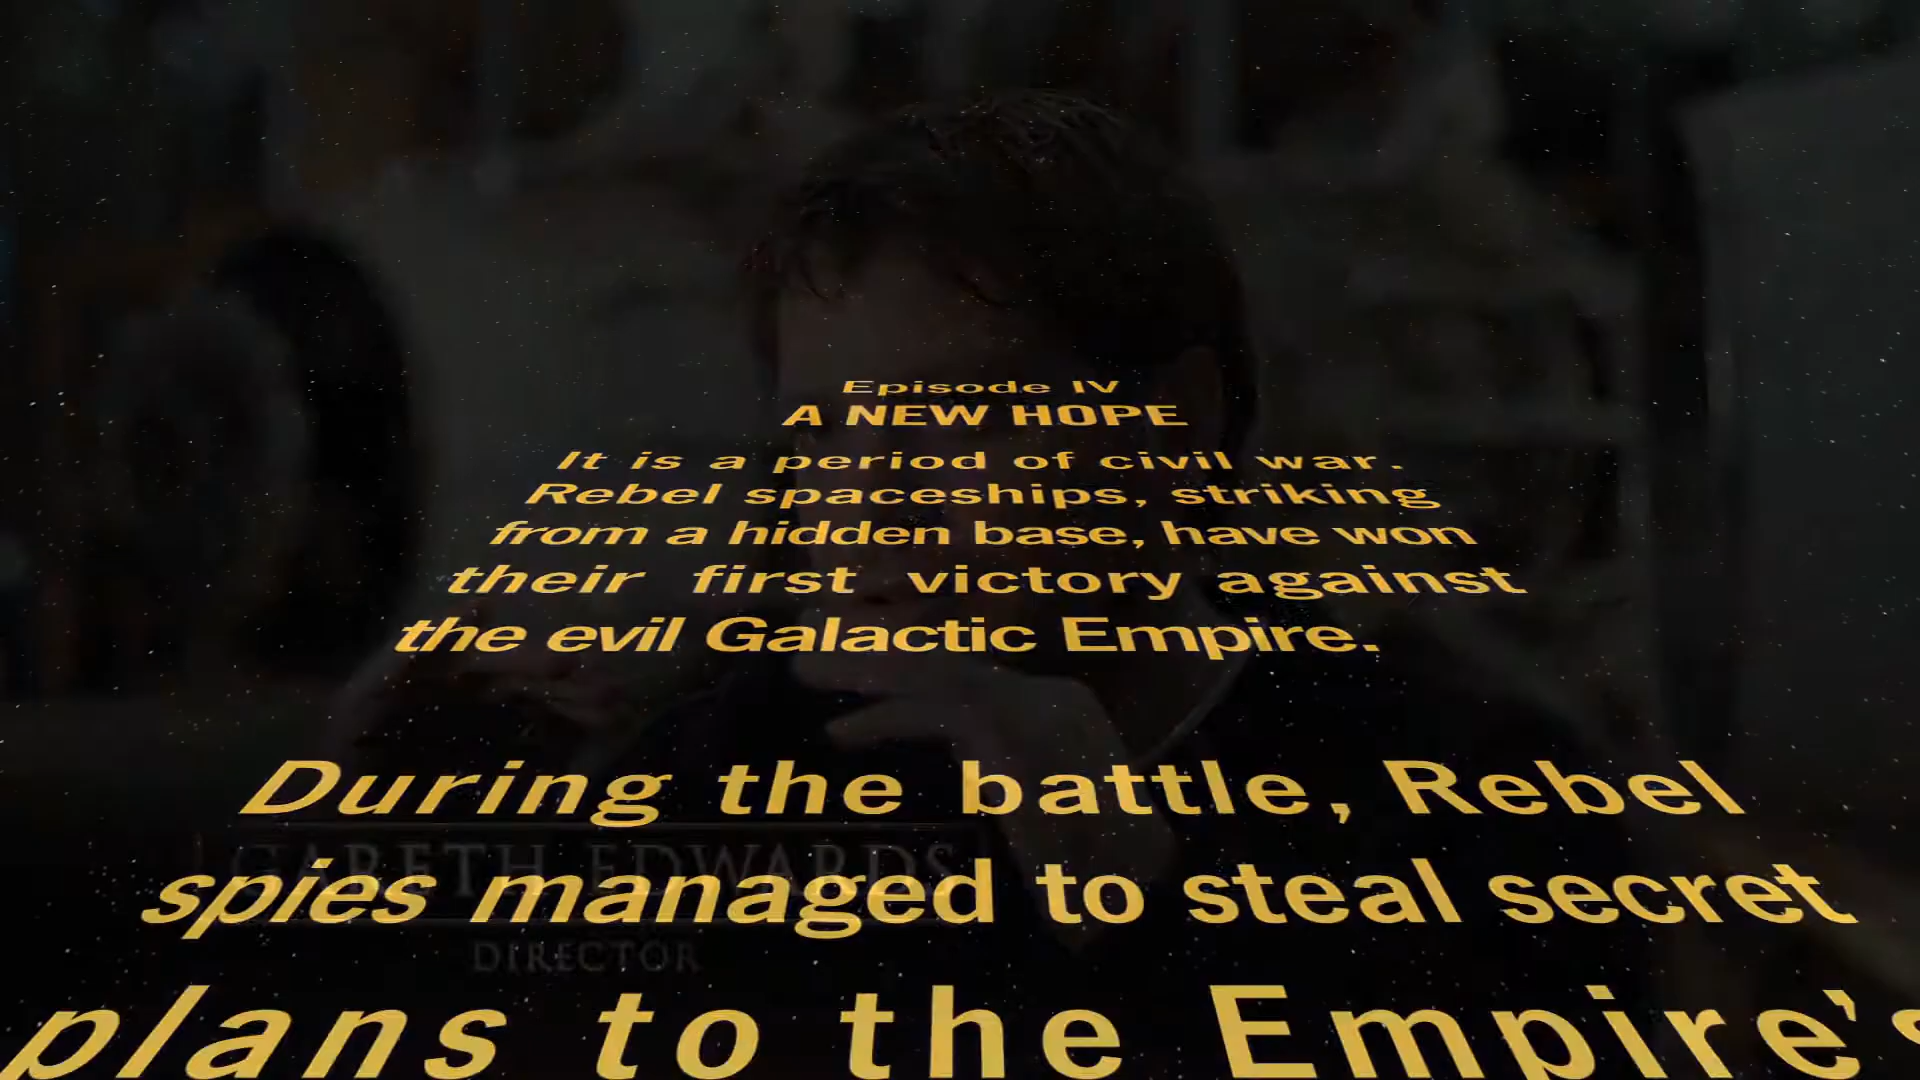 Episode IV
A NEW HOPE
It is a period of civil war.
Rebel spaceships, striking
from a hidden base, have won
their first victory against
the evil Galactic Empire.
During the battle, Rebel
GARETH EDWARDS
spies managed to steal secret
DIRECTOR
plans to the Empire's